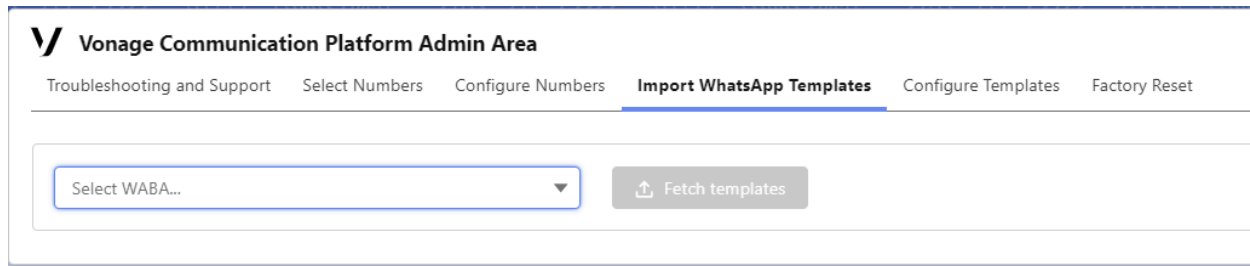 Vonage Communication Platform Admin Area
Troubleshooting and Support Select Numbers Configure Numbers Import WhatsApp Templates Configure Templates Factory Reset
Select WABA... Fetch templates